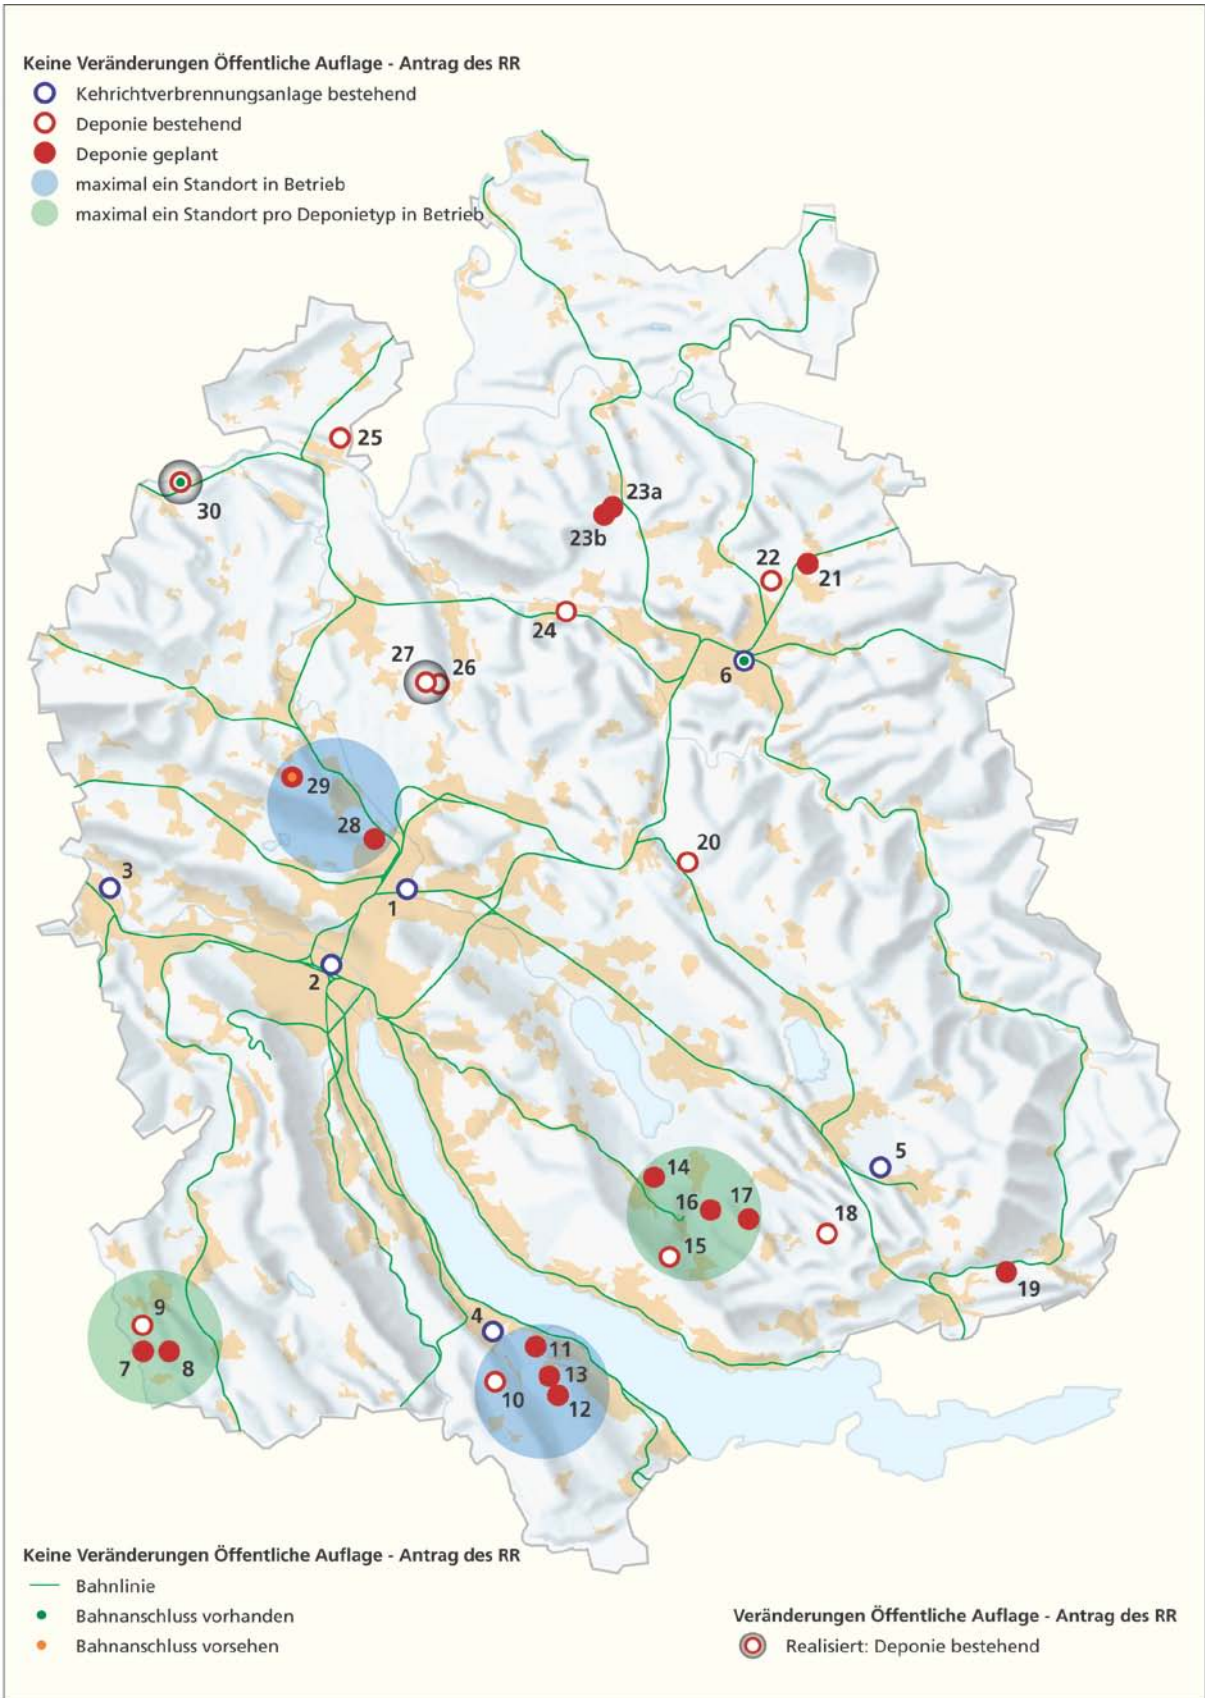 Keine Veränderungen Öffentliche Auflage - Antrag des RR
Kehrichtverbrennungsanlage bestehend
Deponie bestehend
Deponie geplant
maximal ein Standort in Betrieb
maximal ein Standort pro Deponietyp in Betrieb
25
30
23a
23b
22
21
24
27
26
6
29
28
20
3
1
2
5
14
16
17
18
15
19
9
7
8
4
11
13
10
12
Keine Veränderungen Öffentliche Auflage - Antrag des RR
Bahnlinie
Bahnanschluss vorhanden
Bahnanschluss vorsehen
Veränderungen Öffentliche Auflage - Antrag des RR
Realisiert: Deponie bestehend